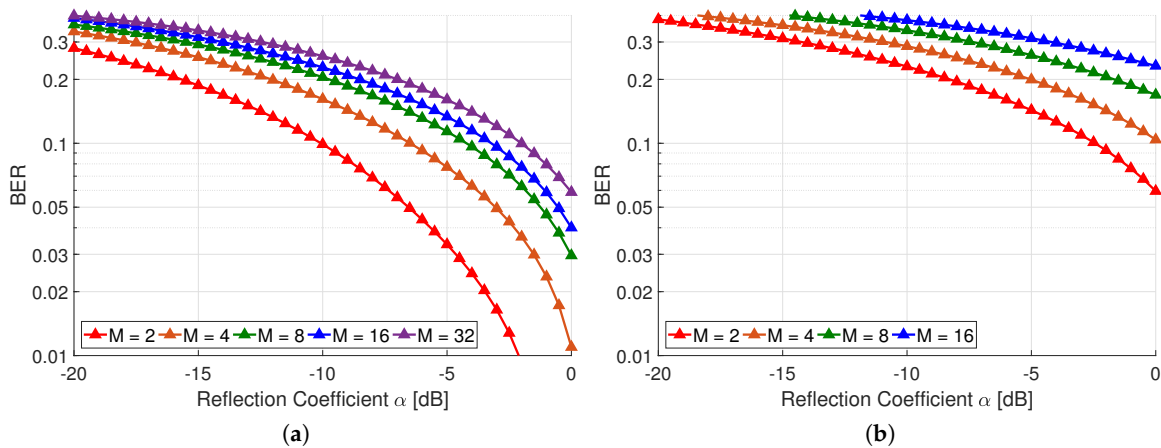 BER
0.3
0.2
0.1
0.05
0.03
0.02
0.01
M = 2 M = 4 M = 8 M = 16 M = 32
-20 -15 -10 -5 0
Reflection Coefficient α [dB]
(a)
BER
0.3
0.2
0.1
0.05
0.03
0.02
0.01
M = 2 M = 4 M = 8 M = 16
-20 -15 -10 -5 0
Reflection Coefficient α [dB]
(b)